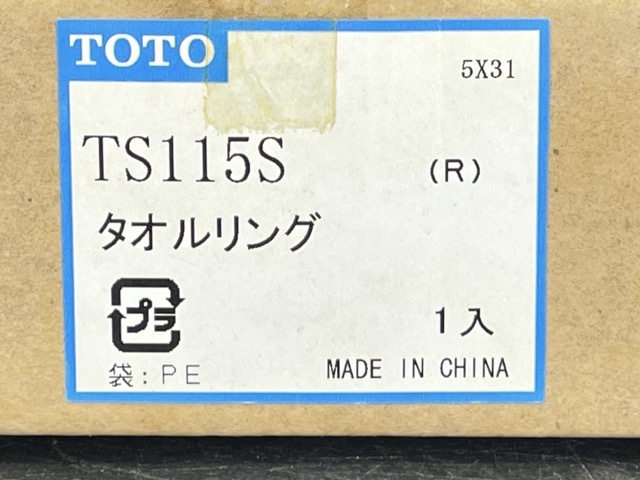 TOTO
5X31
TS115S (R)
タオルリング
プラ
1入
袋:PE
MADE IN CHINA